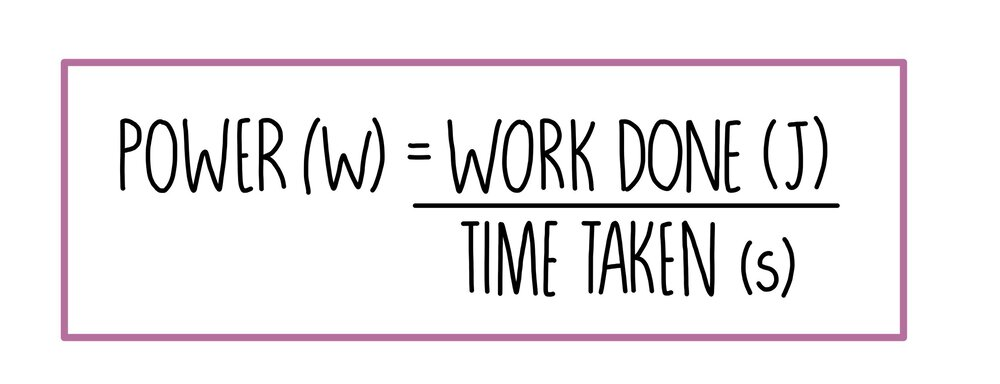 POWER (W) = WORK DONE (J)
TIME TAKEN (s)